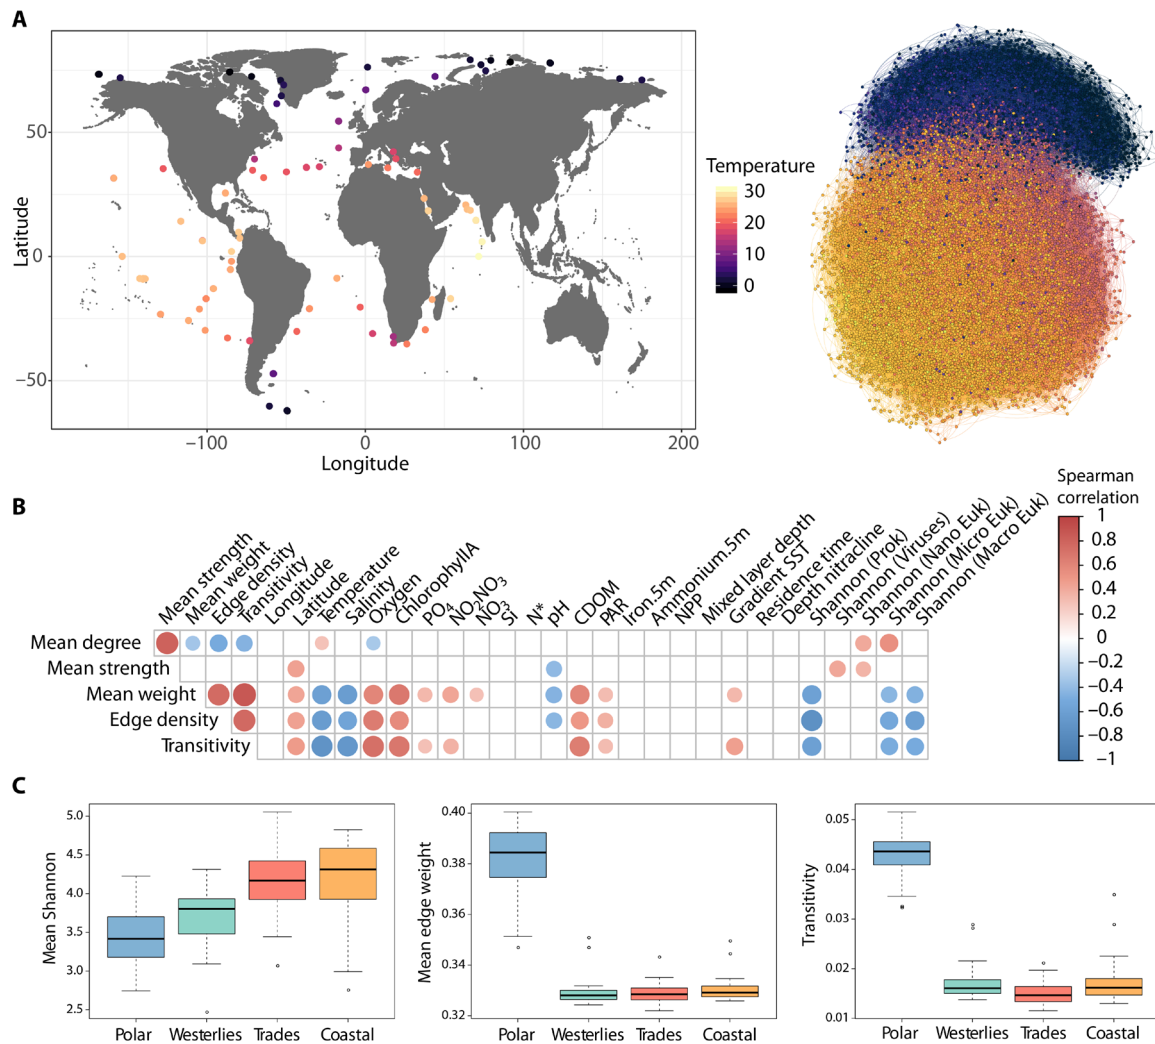 A
Latitude
50
0
−50
−100
0
100
200
Longitude
Temperature
30
20
10
0
B
Mean strength
Mean weight
Edge density
Transitivity
Longitude
Latitude
Temperature
Salinity
Oxygen
ChlorophyllA
PO4
NO2NO3
NO3
Si
N*
pH
CDOM
PAR
Iron.5m
Ammonium.5m
NPP
Mixed layer depth
Gradient SST
Residence time
Depth nitracline
Shannon (Prok)
Shannon (Viruses)
Shannon (Nano Euk)
Shannon (Micro Euk)
Shannon (Macro Euk)
Mean degree
Mean strength
Mean weight
Edge density
Transitivity
Spearman
correlation
1
0.8
0.6
0.4
0.2
0
−0.2
−0.4
−0.6
−0.8
−1
C
Mean Shannon
5.0
4.5
4.0
3.5
3.0
2.5
Polar Westerlies Trades Coastal
Mean edge weight
0.40
0.38
0.36
0.34
0.32
Polar Westerlies Trades Coastal
Transitivity
0.05
0.04
0.03
0.02
0.01
Polar Westerlies Trades Coastal